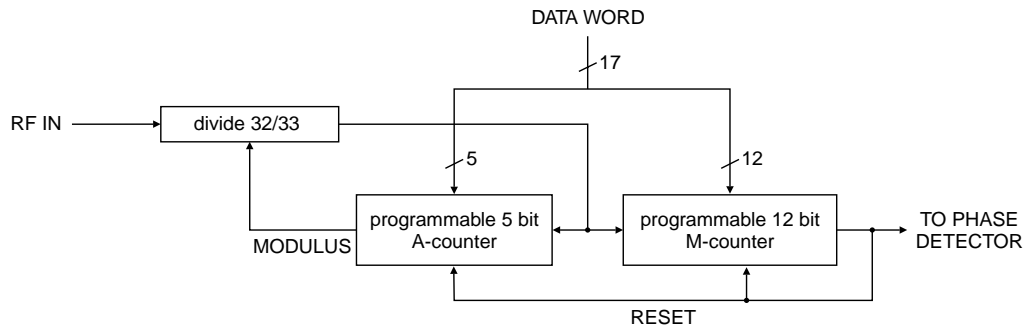 DATA WORD
17
RF IN
divide 32/33
5
12
programmable 5 bit
A-counter
programmable 12 bit
M-counter
TO PHASE
DETECTOR
MODULUS
RESET